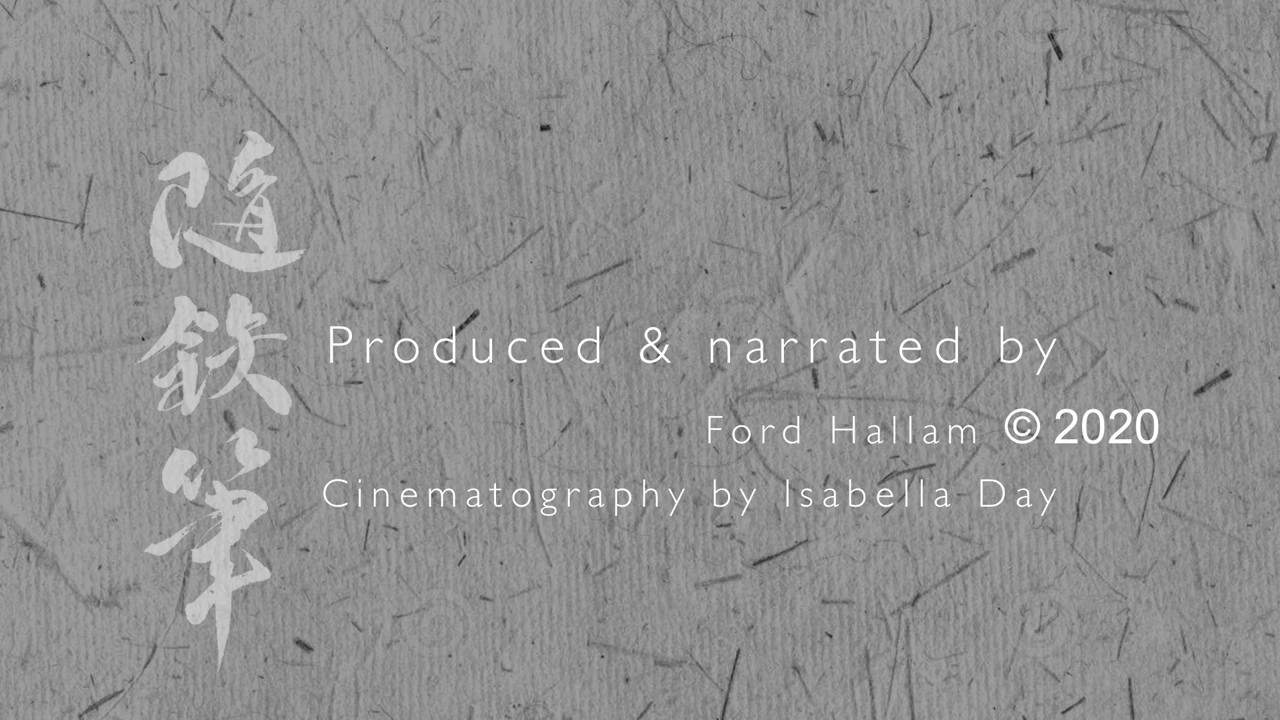 随鉄筆
Produced & narrated by
Ford Hallam © 2020
Cinematography by Isabella Day